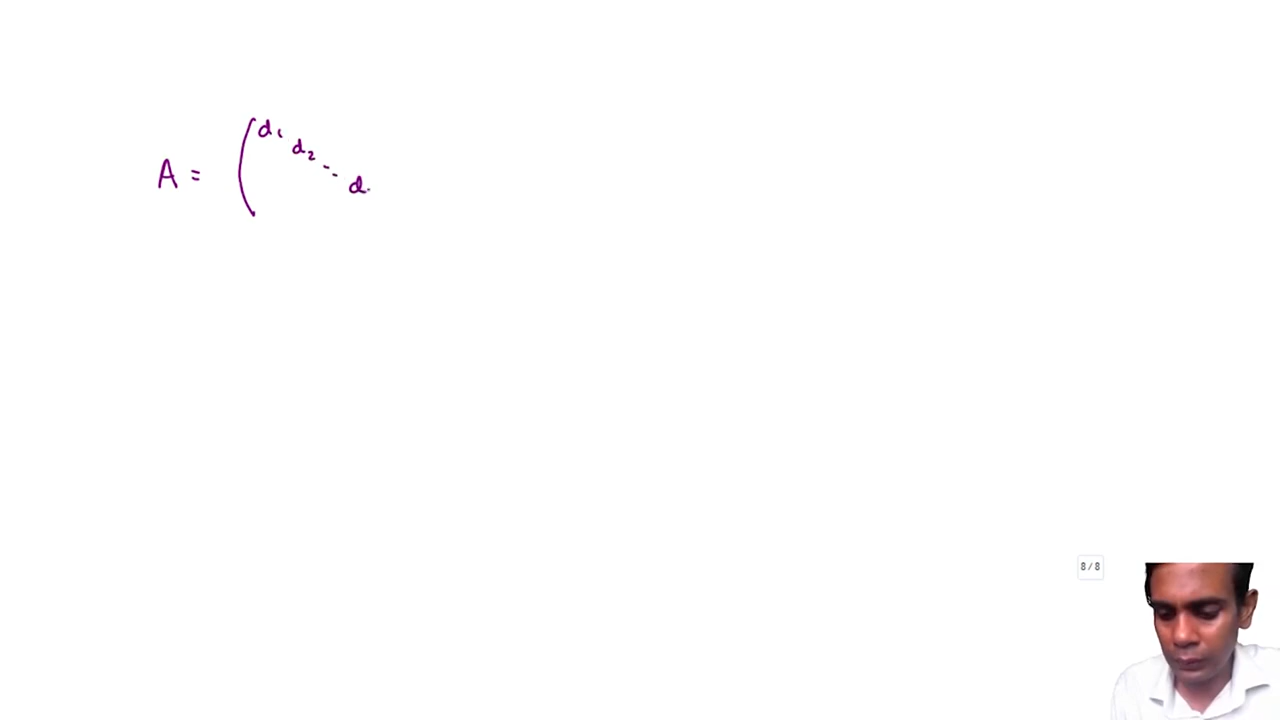 A = ( d₁ d₂ -- d.
8 / 8